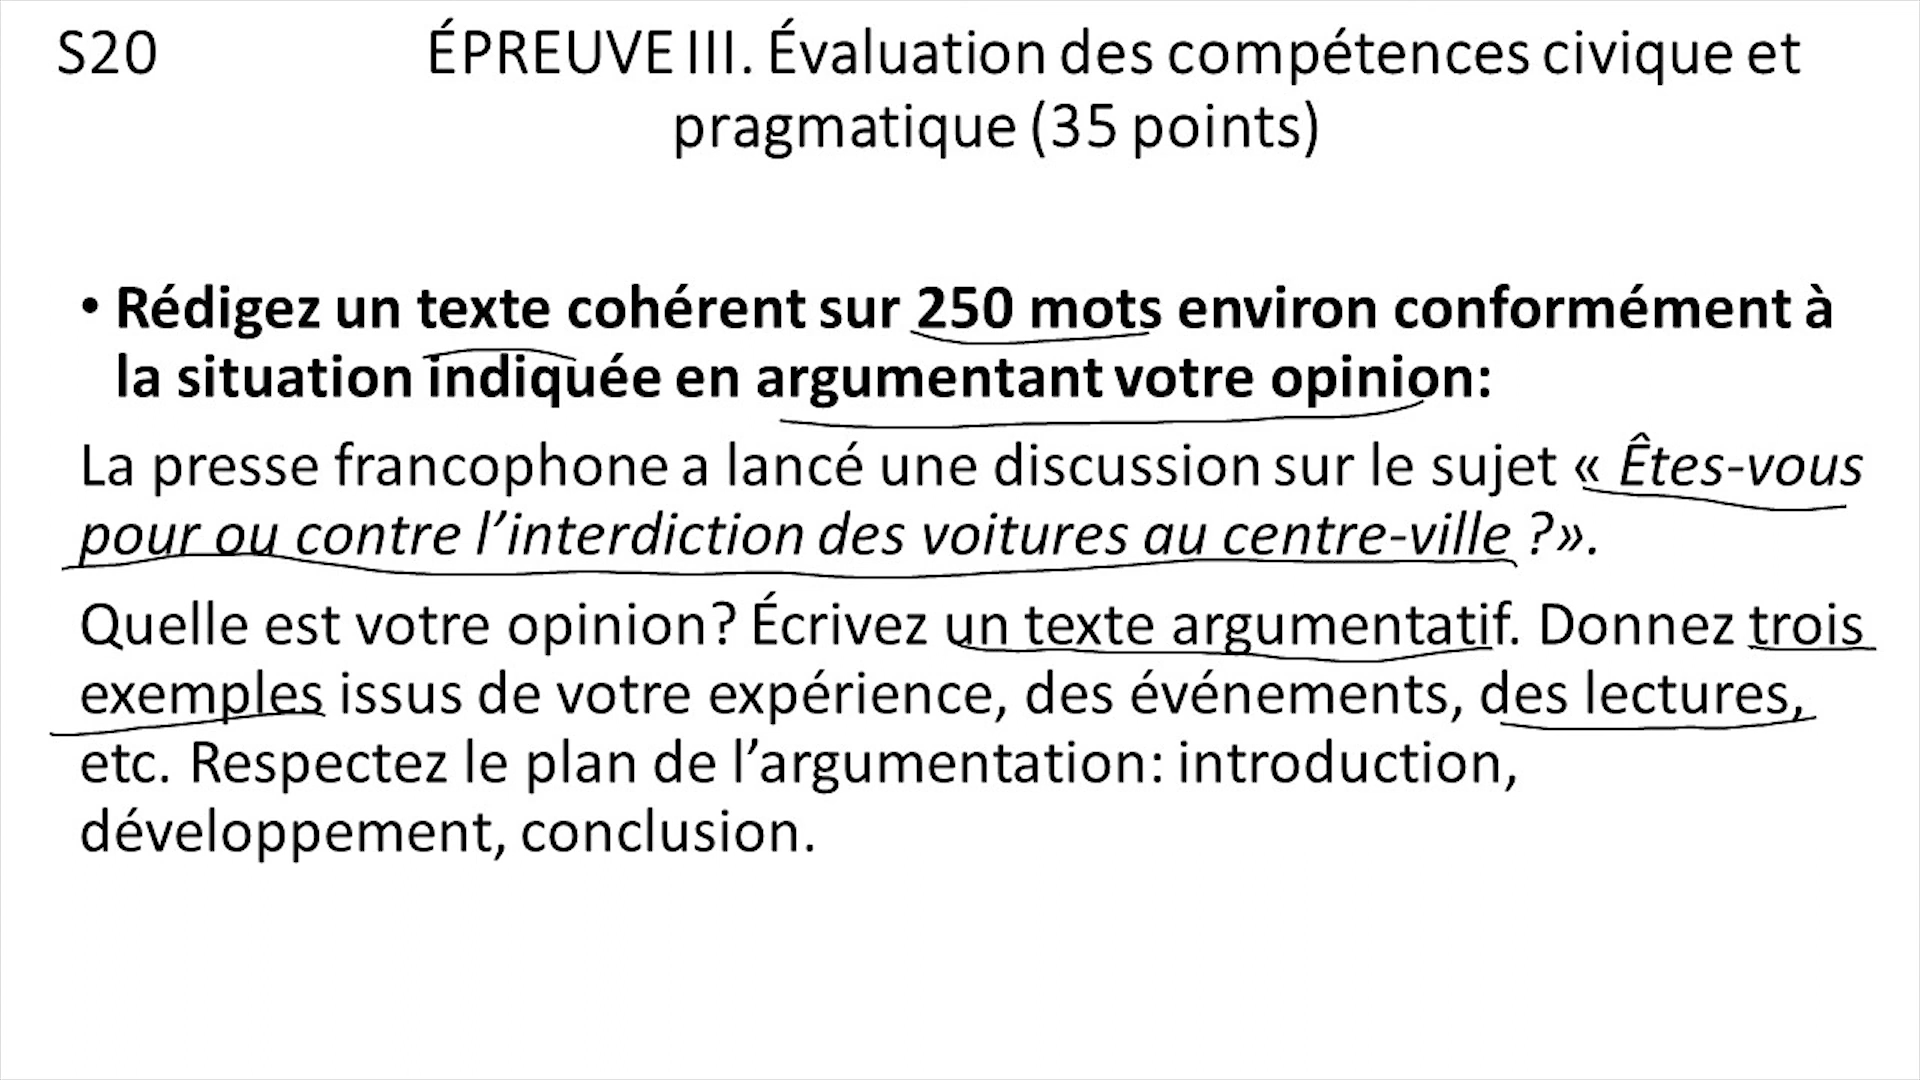 S20 ÉPREUVE III. Évaluation des compétences civique et
pragmatique (35 points)
• Rédigez un texte cohérent sur 250 mots environ conformément à
la situation indiquée en argumentant votre opinion:
La presse francophone a lancé une discussion sur le sujet « Êtes-vous
pour ou contre l’interdiction des voitures au centre-ville ?».
Quelle est votre opinion? Écrivez un texte argumentatif. Donnez trois
exemples issus de votre expérience, des événements, des lectures,
etc. Respectez le plan de l’argumentation: introduction,
développement, conclusion.